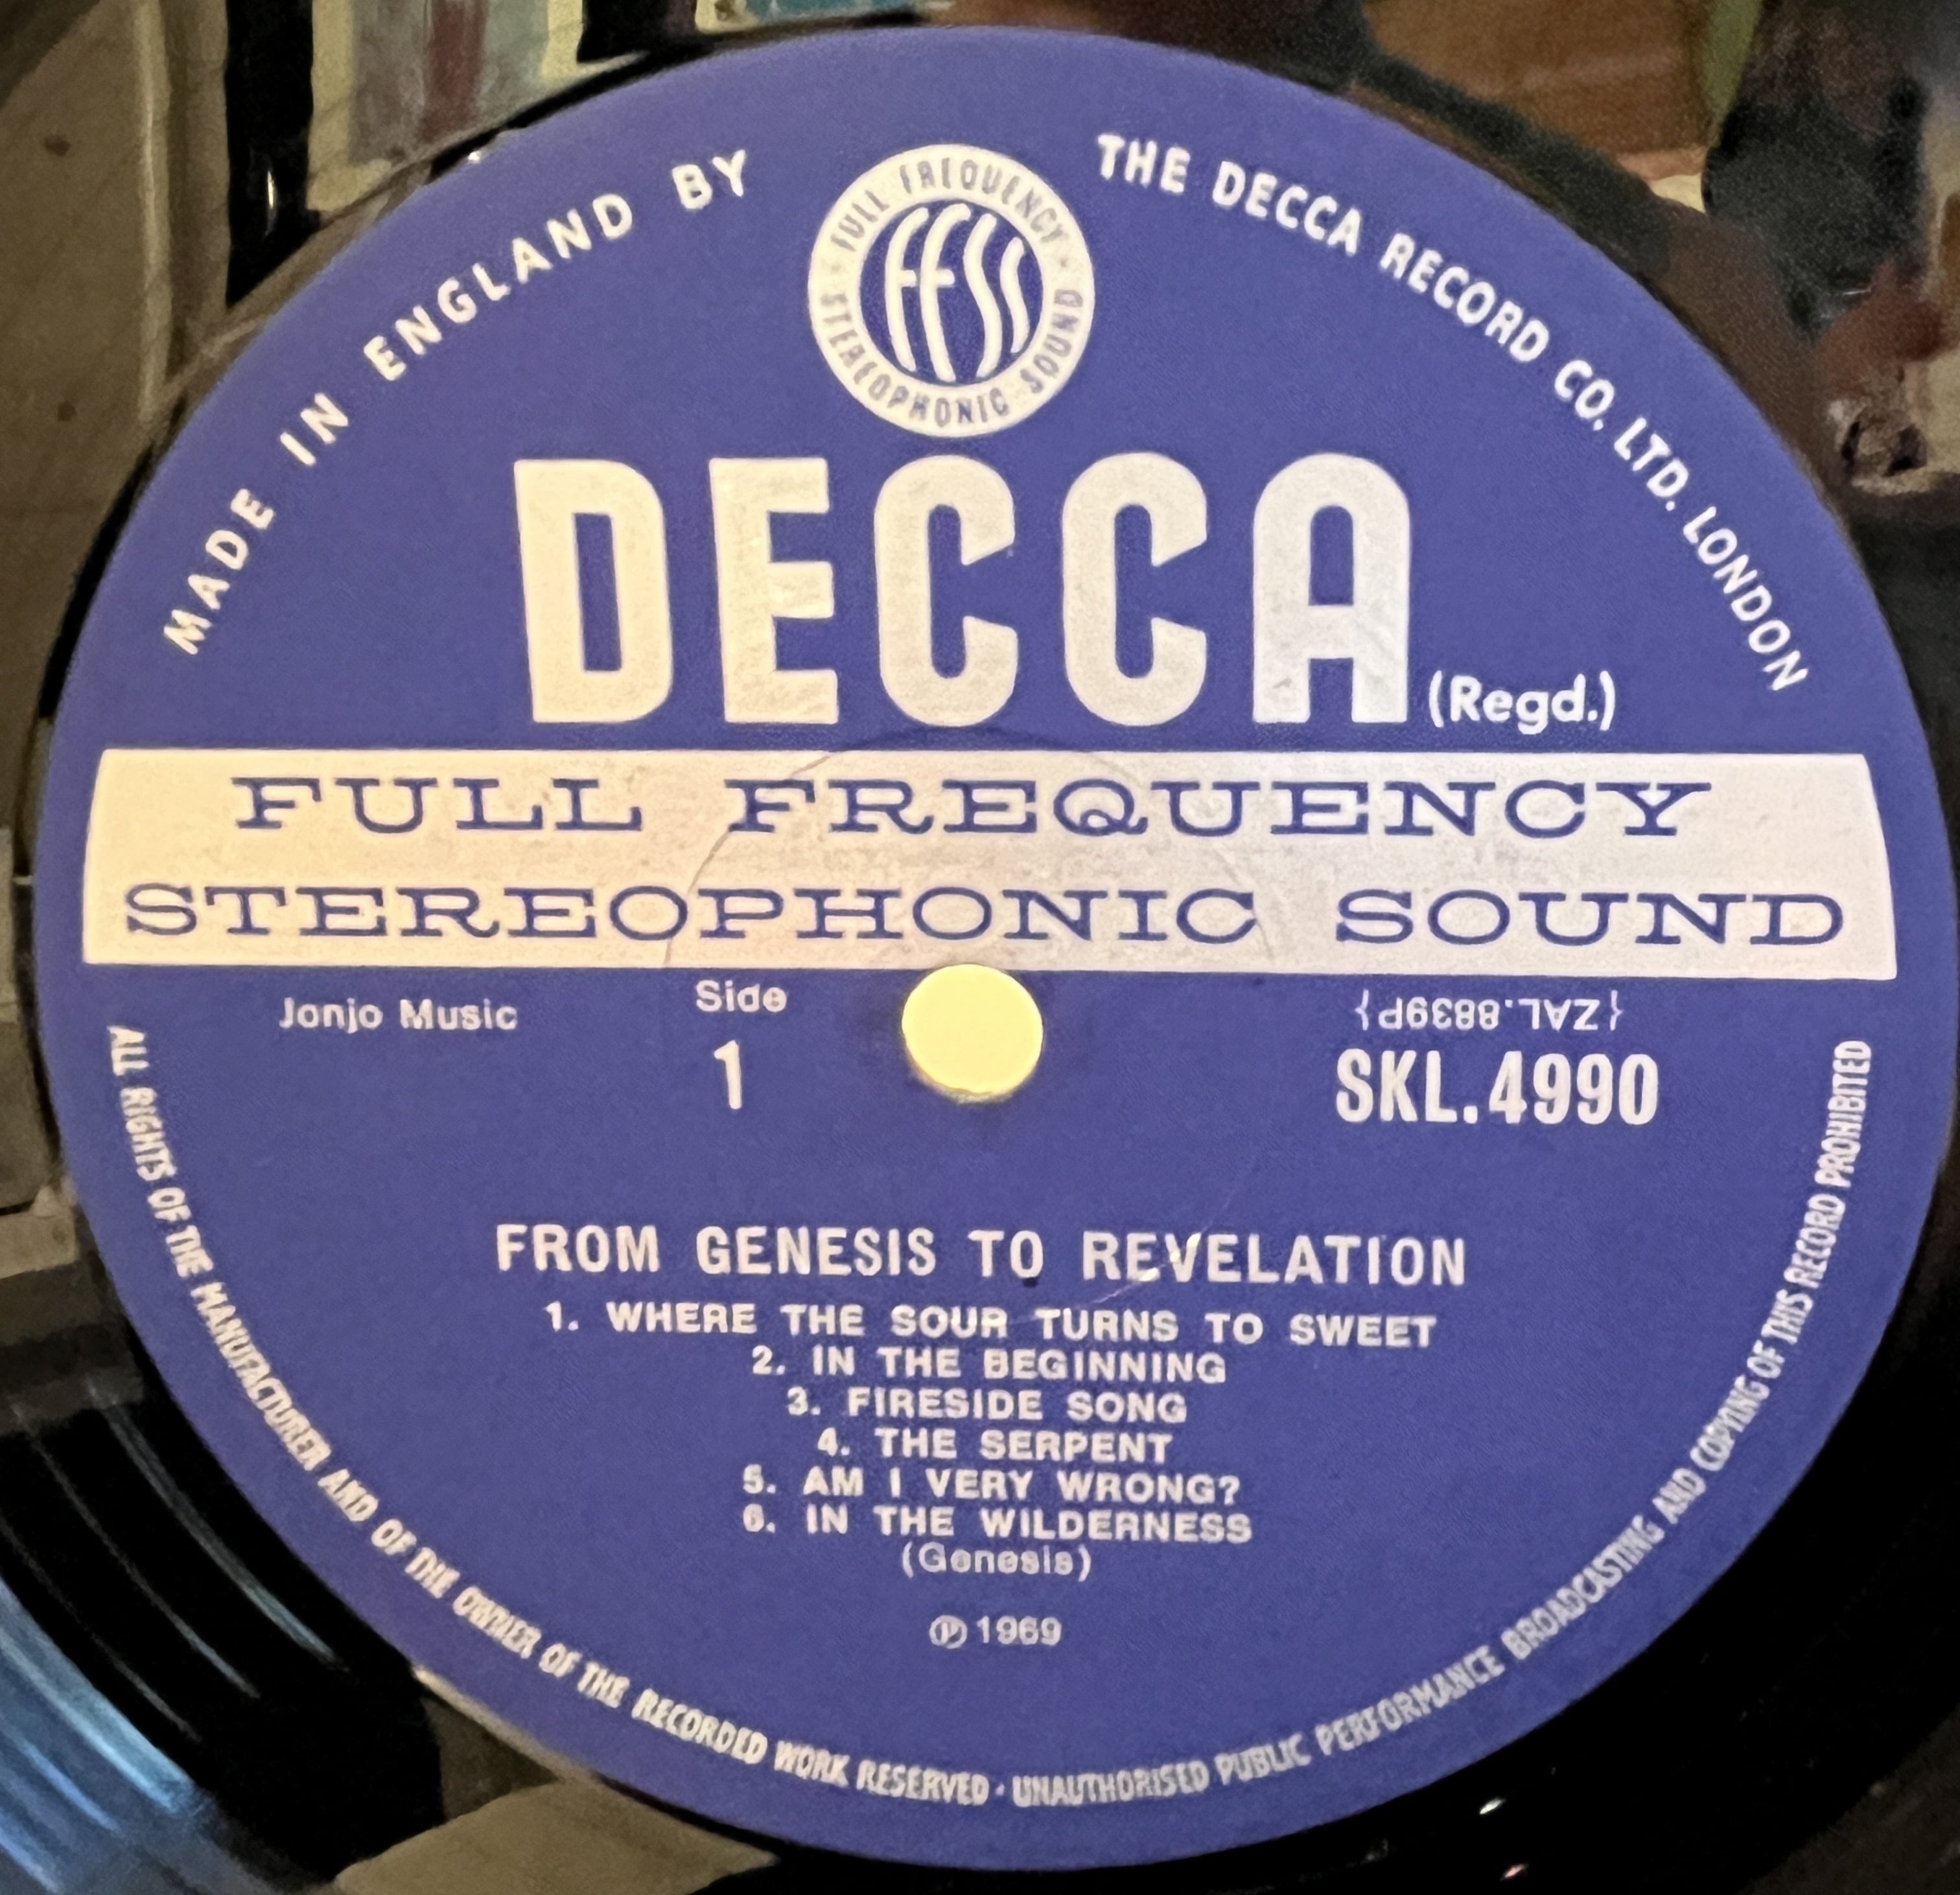 MADE IN ENGLAND BY
THE DECCA RECORD CO. LTD. LONDON
FULL FREQUENCY
FFSS
STEREOPHONIC SOUND
DECCA (Regd.)
FULL FREQUENCY
STEREOPHONIC SOUND
Jonjo Music
Side
1
{ZAL.8839P}
SKL.4990
FROM GENESIS TO REVELATION
1. WHERE THE SOUR TURNS TO SWEET
2. IN THE BEGINNING
3. FIRESIDE SONG
4. THE SERPENT
5. AM I VERY WRONG?
6. IN THE WILDERNESS
(Genesis)
℗ 1969
ALL RIGHTS OF THE MANUFACTURER AND OF THE OWNER OF THE RECORDED WORK RESERVED · UNAUTHORISED PUBLIC PERFORMANCE BROADCASTING AND COPYING OF THIS RECORD PROHIBITED